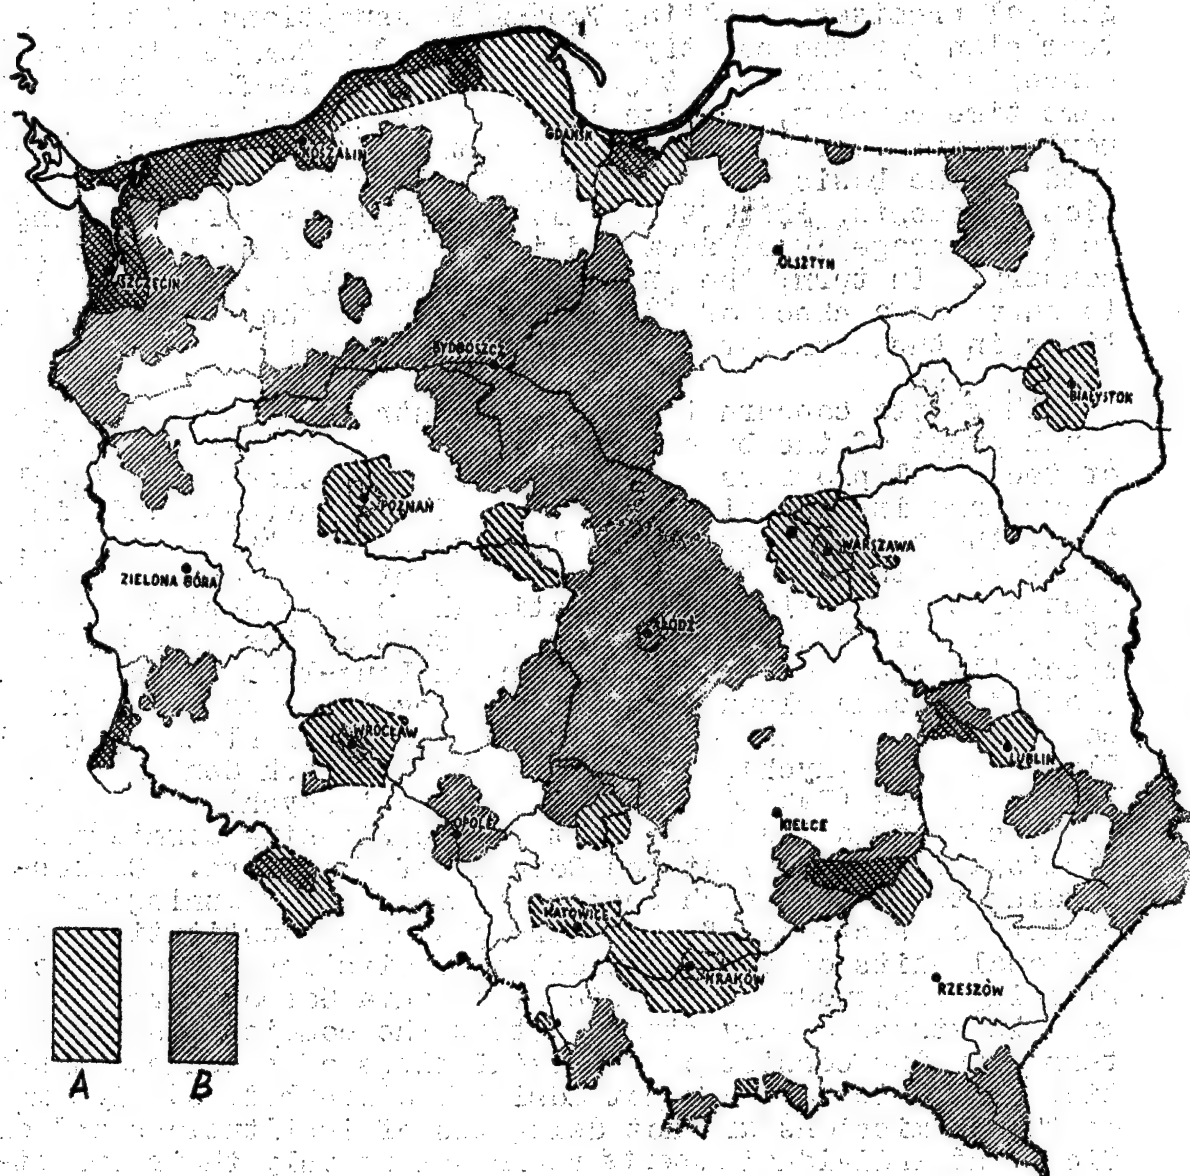 GDAŃSK
KOSZALIN
OLSZTYN
SZCZECIN
BYDGOSZCZ
BIAŁYSTOK
POZNAŃ
WARSZAWA
ZIELONA GÓRA
ŁÓDŹ
WROCŁAW
LUBLIN
OPOLE
KIELCE
KATOWICE
KRAKÓW
RZESZÓW
A
B